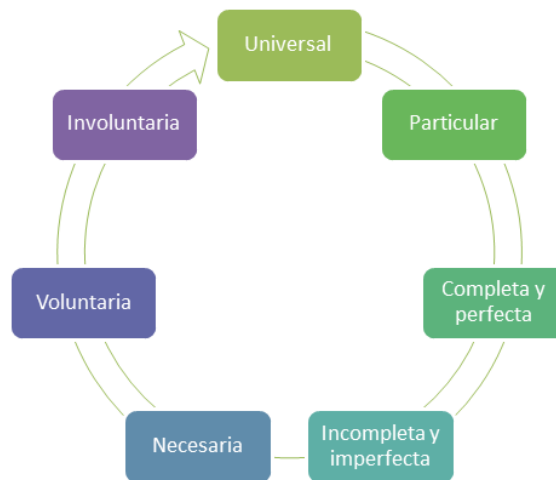 Universal
Particular
Completa y
perfecta
Incompleta y
imperfecta
Necesaria
Voluntaria
Involuntaria